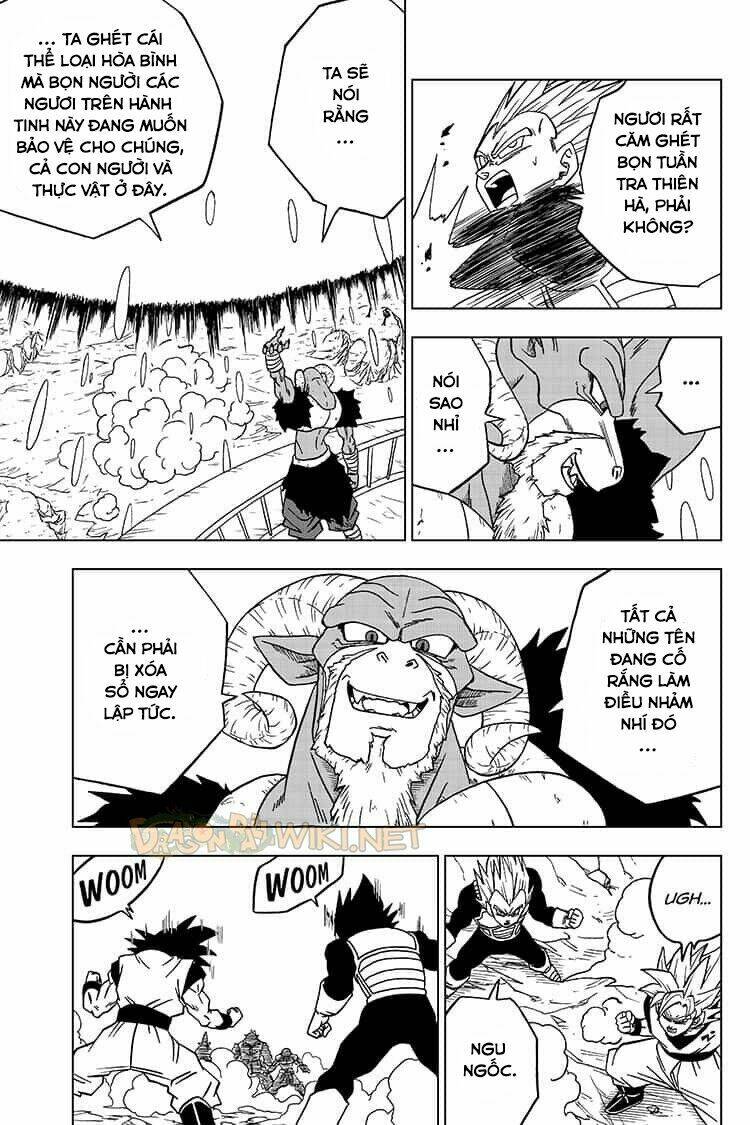 NGƯƠI RẤT
CĂM GHÉT
BỌN TUẦN
TRA THIÊN
HÀ, PHẢI
KHÔNG?
...
NÓI
SAO NHỈ
TA SẼ
NÓI
RẰNG
...
... TA GHÉT CÁI
THỂ LOẠI HÒA BÌNH
MÀ BỌN NGƯỜI CÁC
NGƯƠI TRÊN HÀNH
TINH NÀY ĐANG MUỐN
BẢO VỆ CHO CHÚNG,
CẢ CON NGƯỜI VÀ
THỰC VẬT Ở ĐÂY.
TẤT CẢ
NHỮNG TÊN
ĐANG CỐ
RẮNG LÀM
ĐIỀU NHẢM
NHÍ ĐÓ
...
...
CẦN PHẢI
BỊ XÓA
SỔ NGAY
LẬP TỨC.
DRAGON BALL WIKI.NET
UGH...
NGU
NGỐC.
WOOM
WOOM